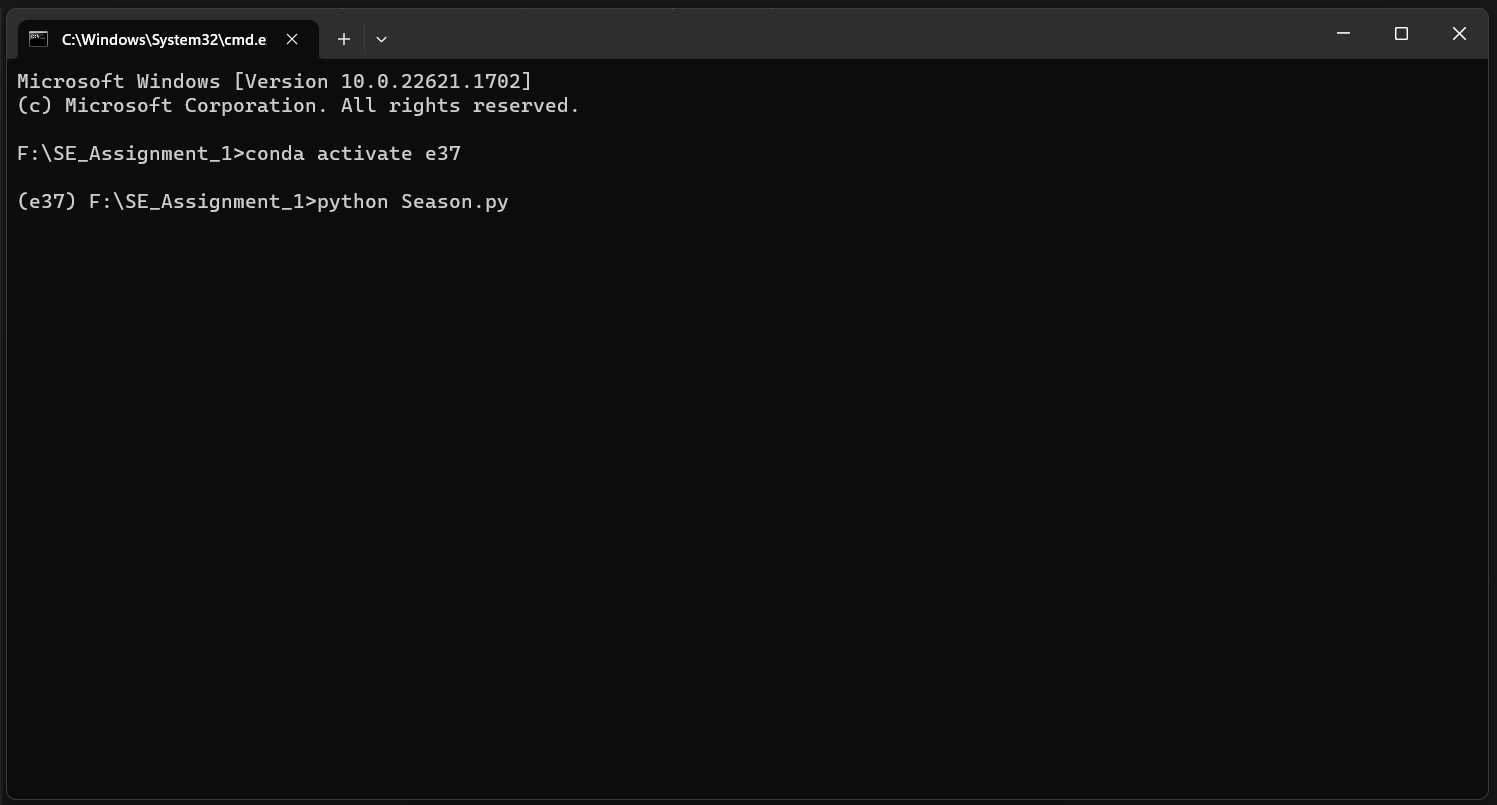 C:\Windows\System32\cmd.e
Microsoft Windows [Version 10.0.22621.1702]
(c) Microsoft Corporation. All rights reserved.
F:\SE_Assignment_1>conda activate e37
(e37) F:\SE_Assignment_1>python Season.py